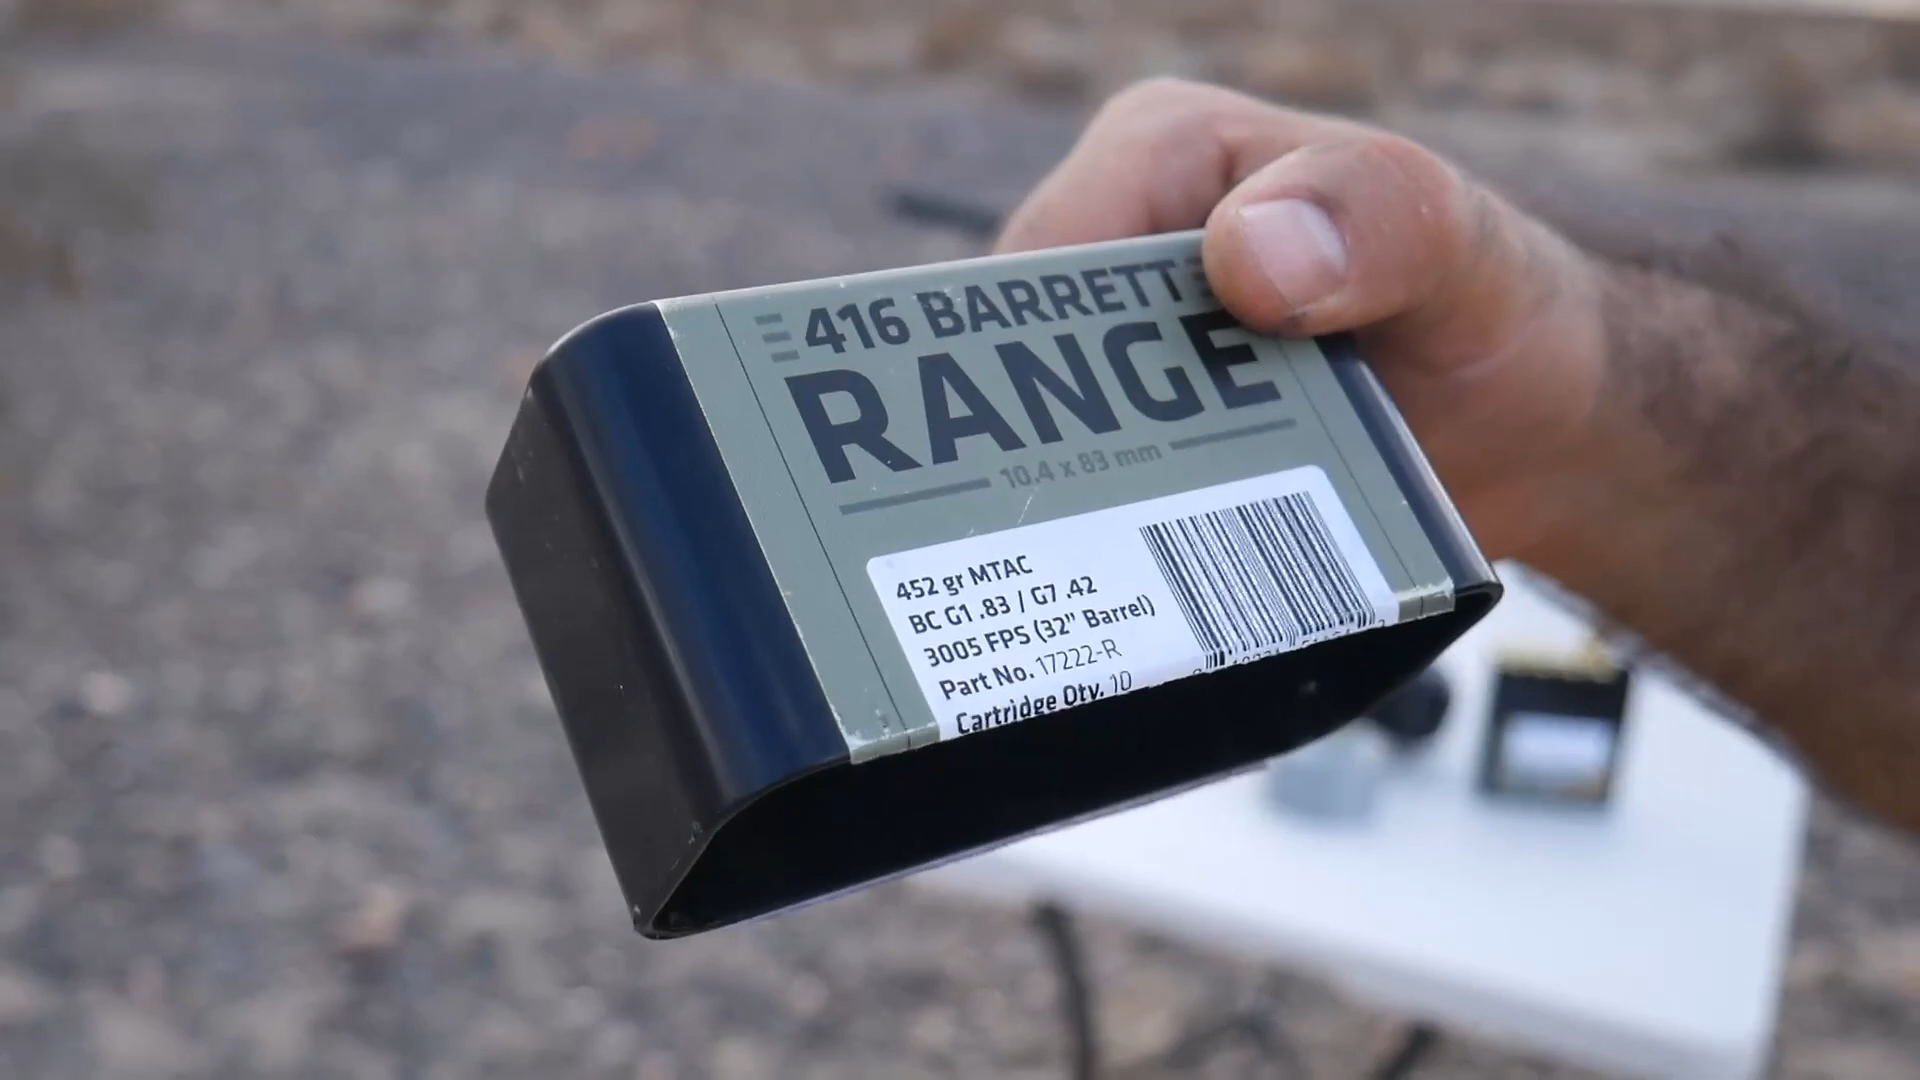 416 BARRETT
RANGE
10.4 x 83 mm
452 gr MTAC
BC G1 .83 / G7 .42
3005 FPS (32" Barrel)
Part No. 17222-R
Cartridge Qty. 10